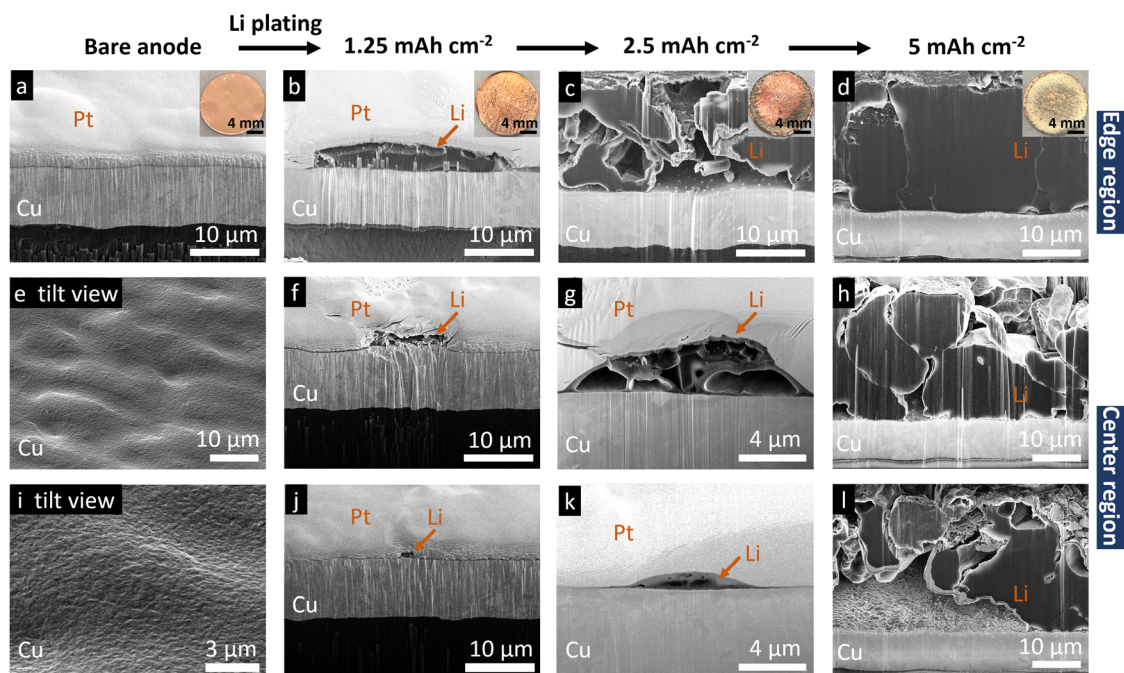 Li plating
Bare anode 1.25 mAh cm⁻² 2.5 mAh cm⁻² 5 mAh cm⁻²
a
Pt
4 mm
Cu
10 µm
b
Pt
Li
4 mm
Cu
10 µm
c
4 mm
Li
Cu
10 µm
d
4 mm
Li
Cu
10 µm
Edge region
e tilt view
Cu
10 µm
f
Pt
Li
Cu
10 µm
g
Pt
Li
Cu
4 µm
h
Li
Cu
10 µm
i tilt view
Cu
3 µm
j
Pt
Li
Cu
10 µm
k
Pt
Li
Cu
4 µm
l
Li
Cu
10 µm
Center region